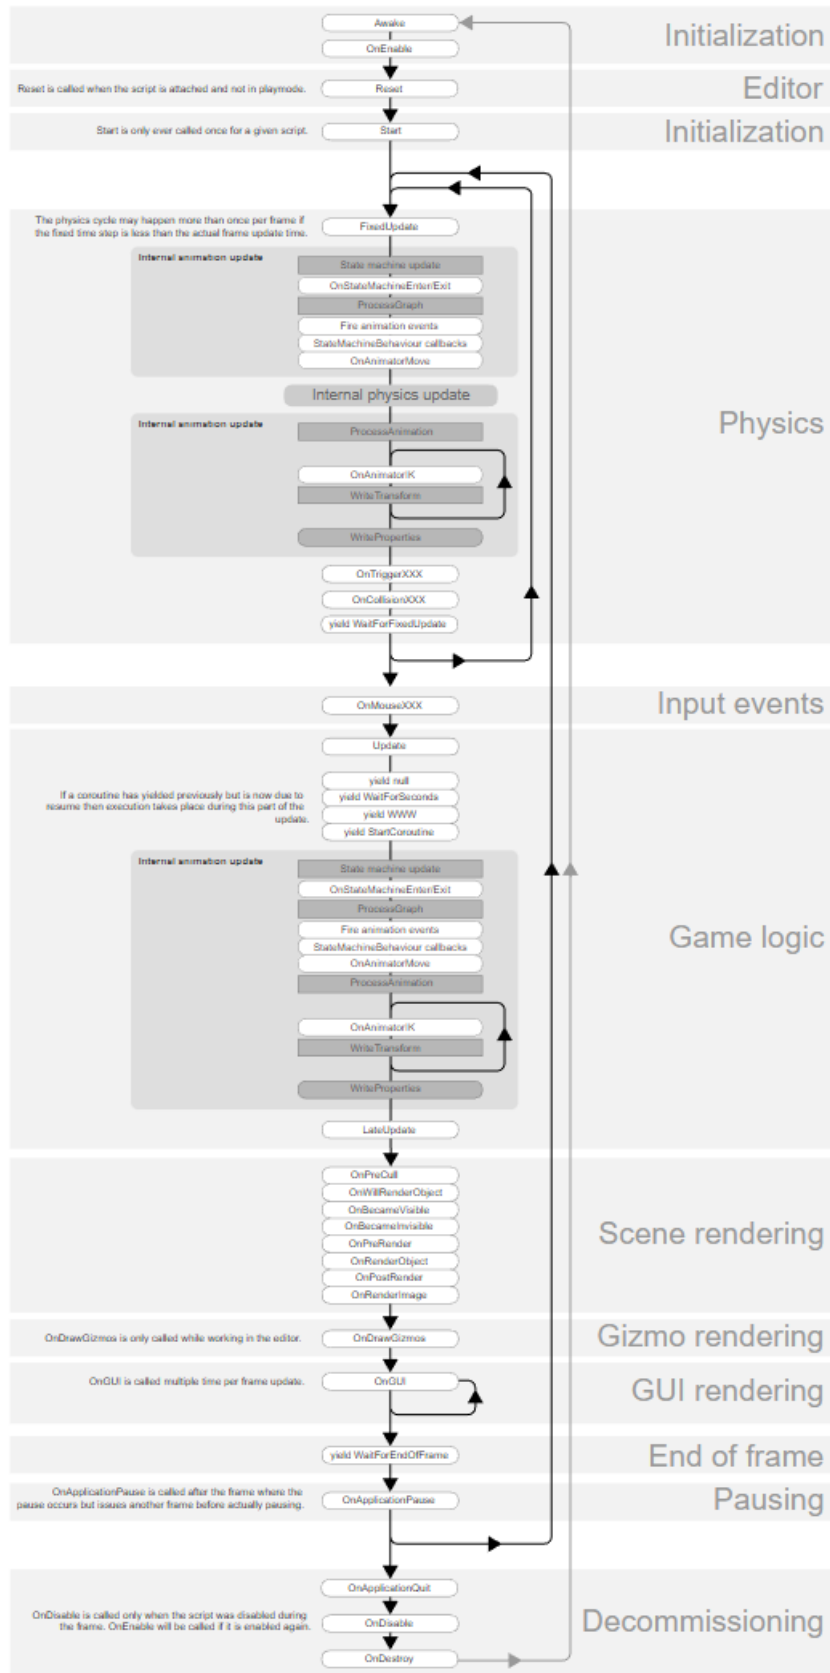 Awake
Initialization
OnEnable
Reset is called when the script is attached and not in playmode.
Reset
Editor
Start is only ever called once for a given script.
Start
Initialization
The physics cycle may happen more than once per frame if
the fixed time step is less than the actual frame update time.
FixedUpdate
Internal animation update
State machine update
OnStateMachineEnter/Exit
ProcessGraph
Fire animation events
StateMachineBehaviour callbacks
OnAnimatorMove
Internal physics update
Physics
Internal animation update
ProcessAnimation
OnAnimatorIK
WriteTransform
WriteProperties
OnTriggerXXX
OnCollisionXXX
yield WaitForFixedUpdate
OnMouseXXX
Input events
Update
If a coroutine has yielded previously but is now due to
resume then execution takes place during this part of the
update.
yield null
yield WaitForSeconds
yield WWW
yield StartCoroutine
Internal animation update
State machine update
OnStateMachineEnter/Exit
ProcessGraph
Fire animation events
StateMachineBehaviour callbacks
OnAnimatorMove
ProcessAnimation
Game logic
OnAnimatorIK
WriteTransform
WriteProperties
LateUpdate
OnPreCull
OnWillRenderObject
OnBecameVisible
OnBecameInvisible
OnPreRender
OnRenderObject
OnPostRender
OnRenderImage
Scene rendering
OnDrawGizmos is only called while working in the editor.
OnDrawGizmos
Gizmo rendering
OnGUI is called multiple time per frame update.
OnGUI
GUI rendering
yield WaitForEndOfFrame
End of frame
OnApplicationPause is called after the frame where the
pause occurs but issues another frame before actually pausing.
OnApplicationPause
Pausing
OnApplicationQuit
OnDisable is called only when the script was disabled during
the frame. OnEnable will be called if it is enabled again.
OnDisable
Decommissioning
OnDestroy